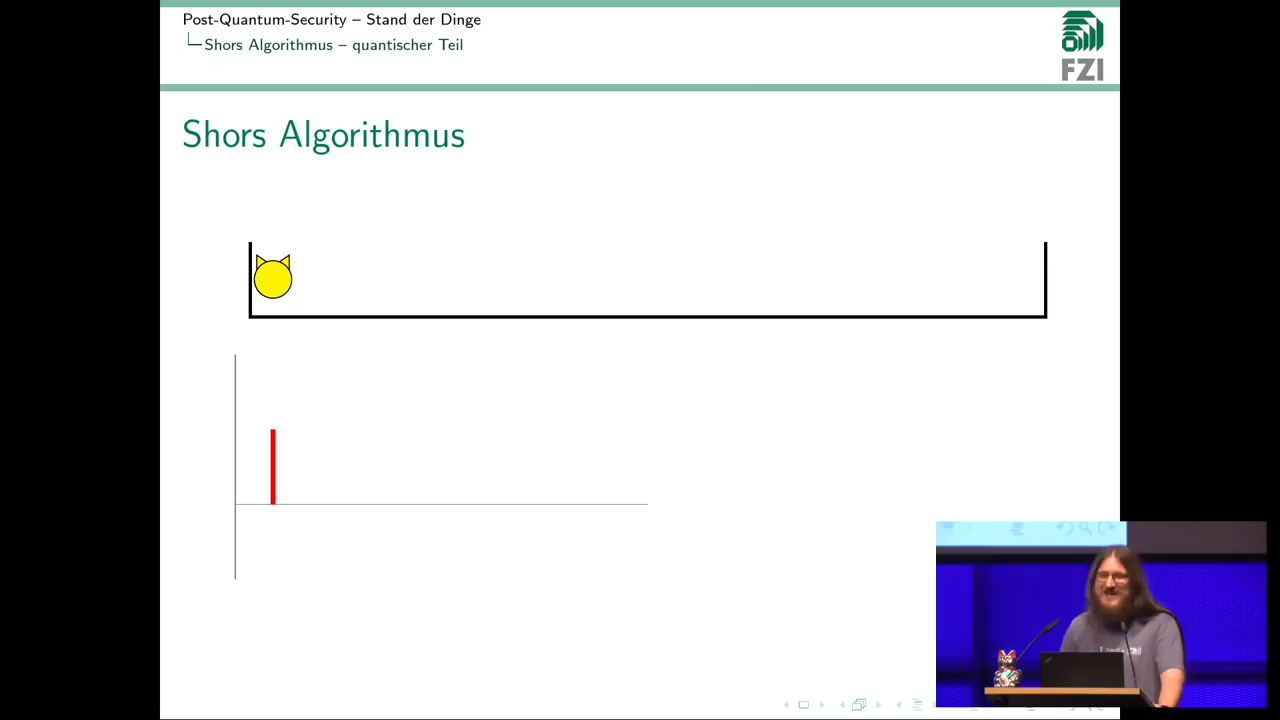 Post-Quantum-Security – Stand der Dinge
Shors Algorithmus – quantischer Teil
FZI
Shors Algorithmus